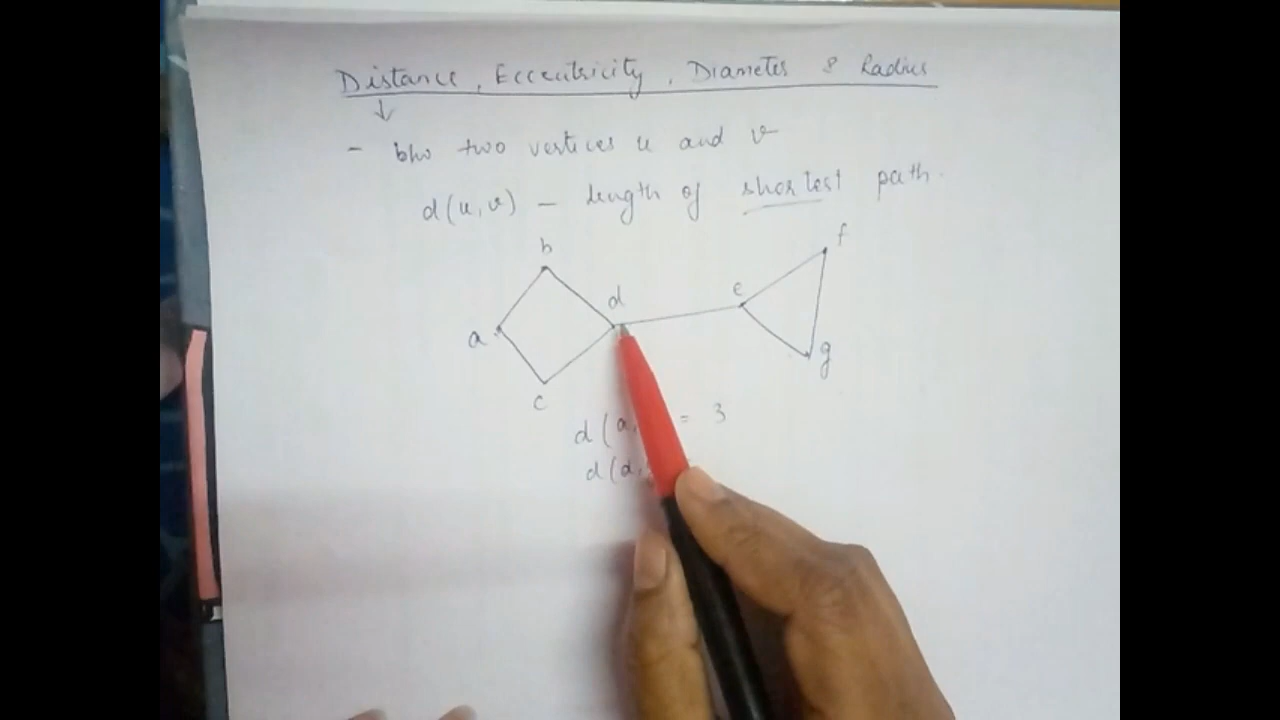 Distance, Eccentricity, Diameter & Radius
- b/w two vertices u and v
d(u,v) - length of shortest path.
f
b
d
e
a
g
c
d(a, = 3
d(d,